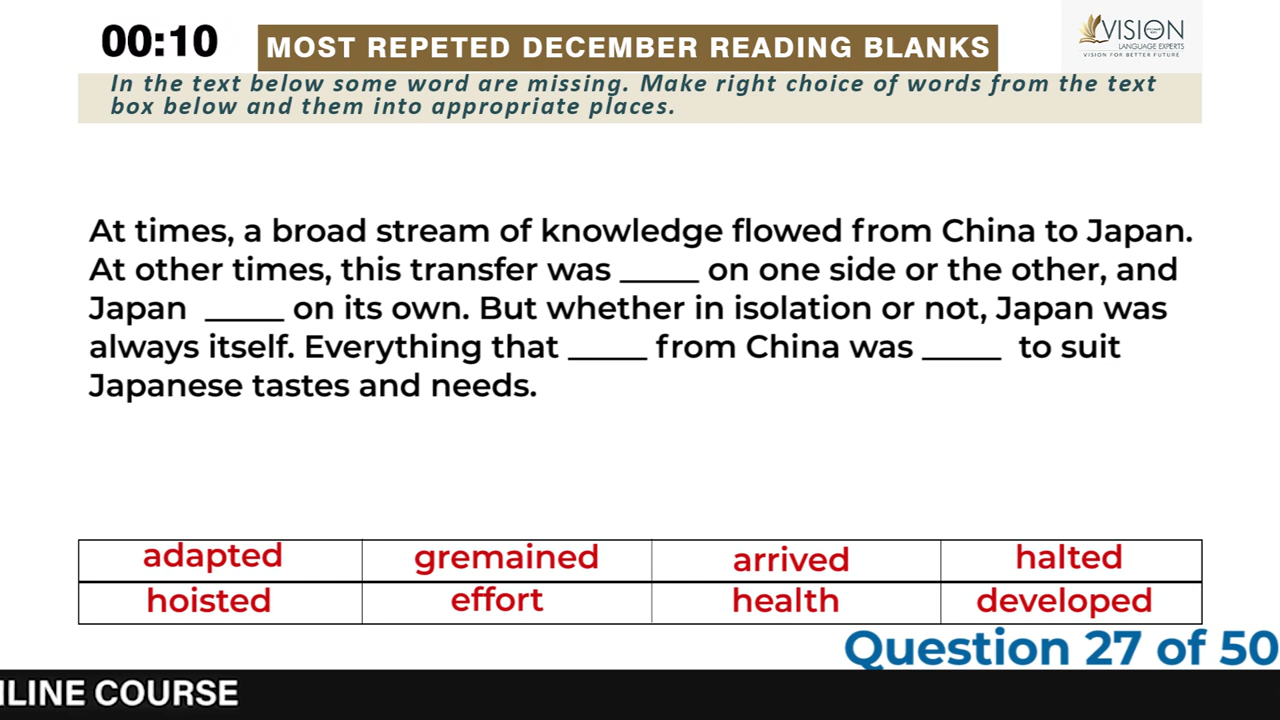 00:10
MOST REPETED DECEMBER READING BLANKS
VISION
LANGUAGE EXPERTS
VISION FOR BETTER FUTURE
In the text below some word are missing. Make right choice of words from the text
box below and them into appropriate places.
At times, a broad stream of knowledge flowed from China to Japan.
At other times, this transfer was _____ on one side or the other, and
Japan _____ on its own. But whether in isolation or not, Japan was
always itself. Everything that _____ from China was _____ to suit
Japanese tastes and needs.
adapted gremained arrived halted
hoisted effort health developed
Question 27 of 50
NLINE COURSE